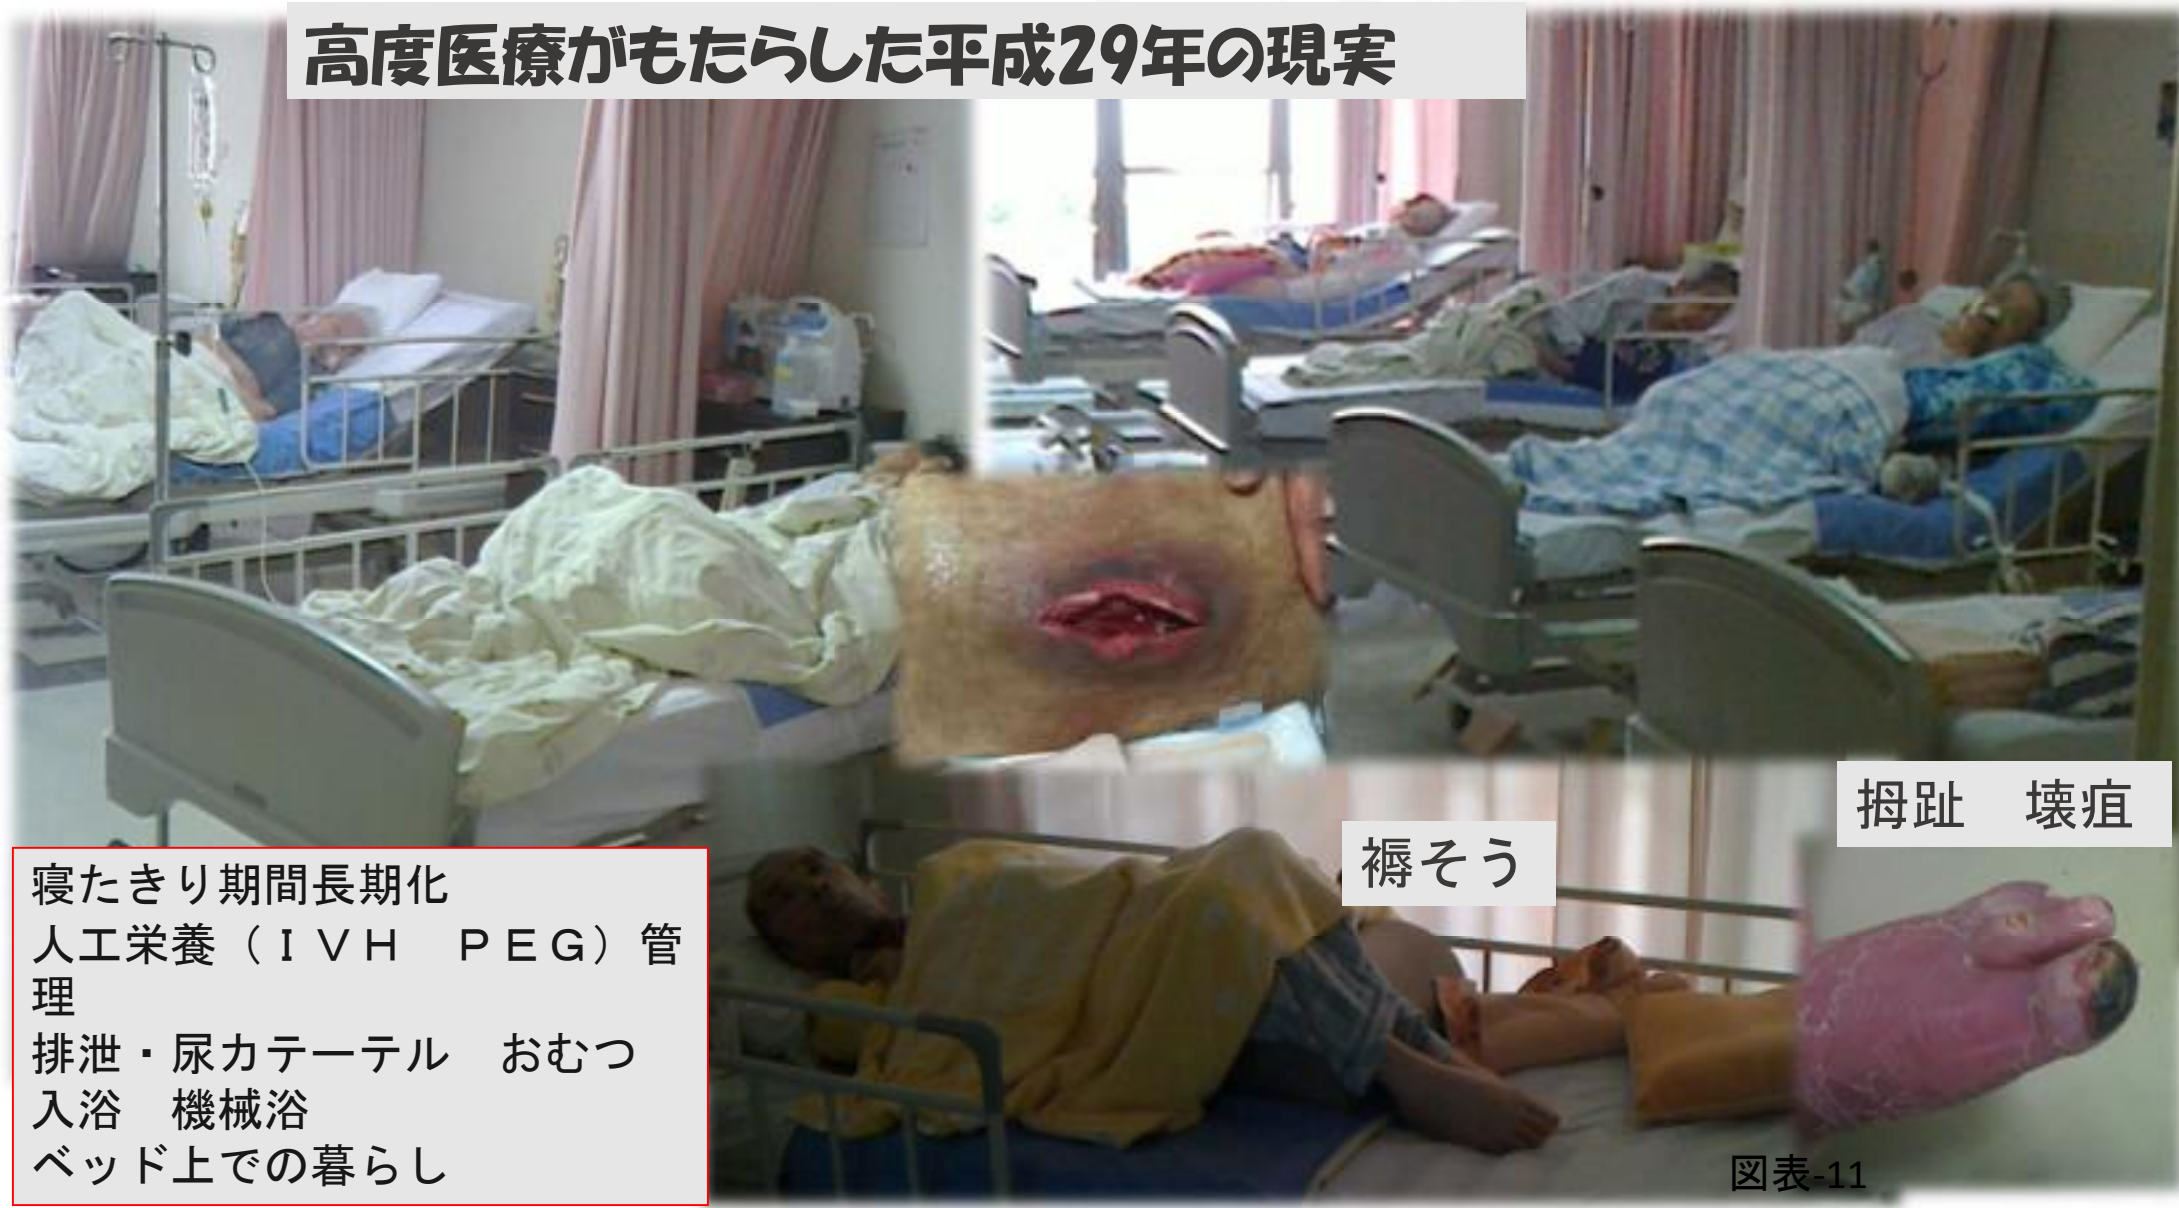 高度医療がもたらした平成29年の現実
拇趾　壊疽
褥そう
寝たきり期間長期化
人工栄養（ＩＶＨ　ＰＥＧ）管
理
排泄・尿カテーテル　おむつ
入浴　機械浴
ベッド上での暮らし
図表-11